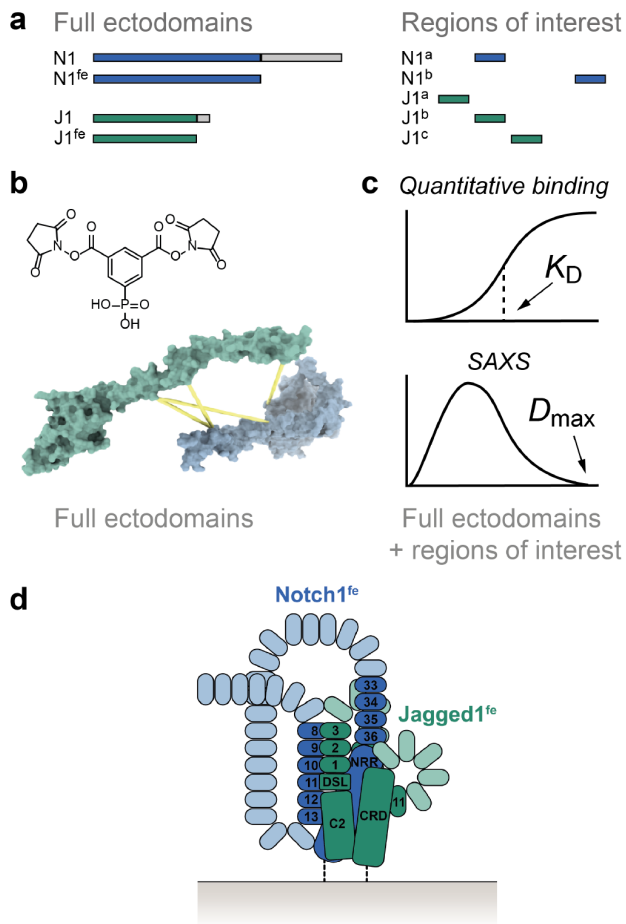 a
Full ectodomains
Regions of interest
N1
N1fe
J1
J1fe
N1a
N1b
J1a
J1b
J1c
b
O
O
N
O
O
O
O
O
N
O
O
HO
P
O
OH
Full ectodomains
c
Quantitative binding
KD
SAXS
Dmax
Full ectodomains
+ regions of interest
d
Notch1fe
Jagged1fe
33
34
35
36
NRR
8
3
9
2
10
1
11
DSL
12
13
C2
CRD
11